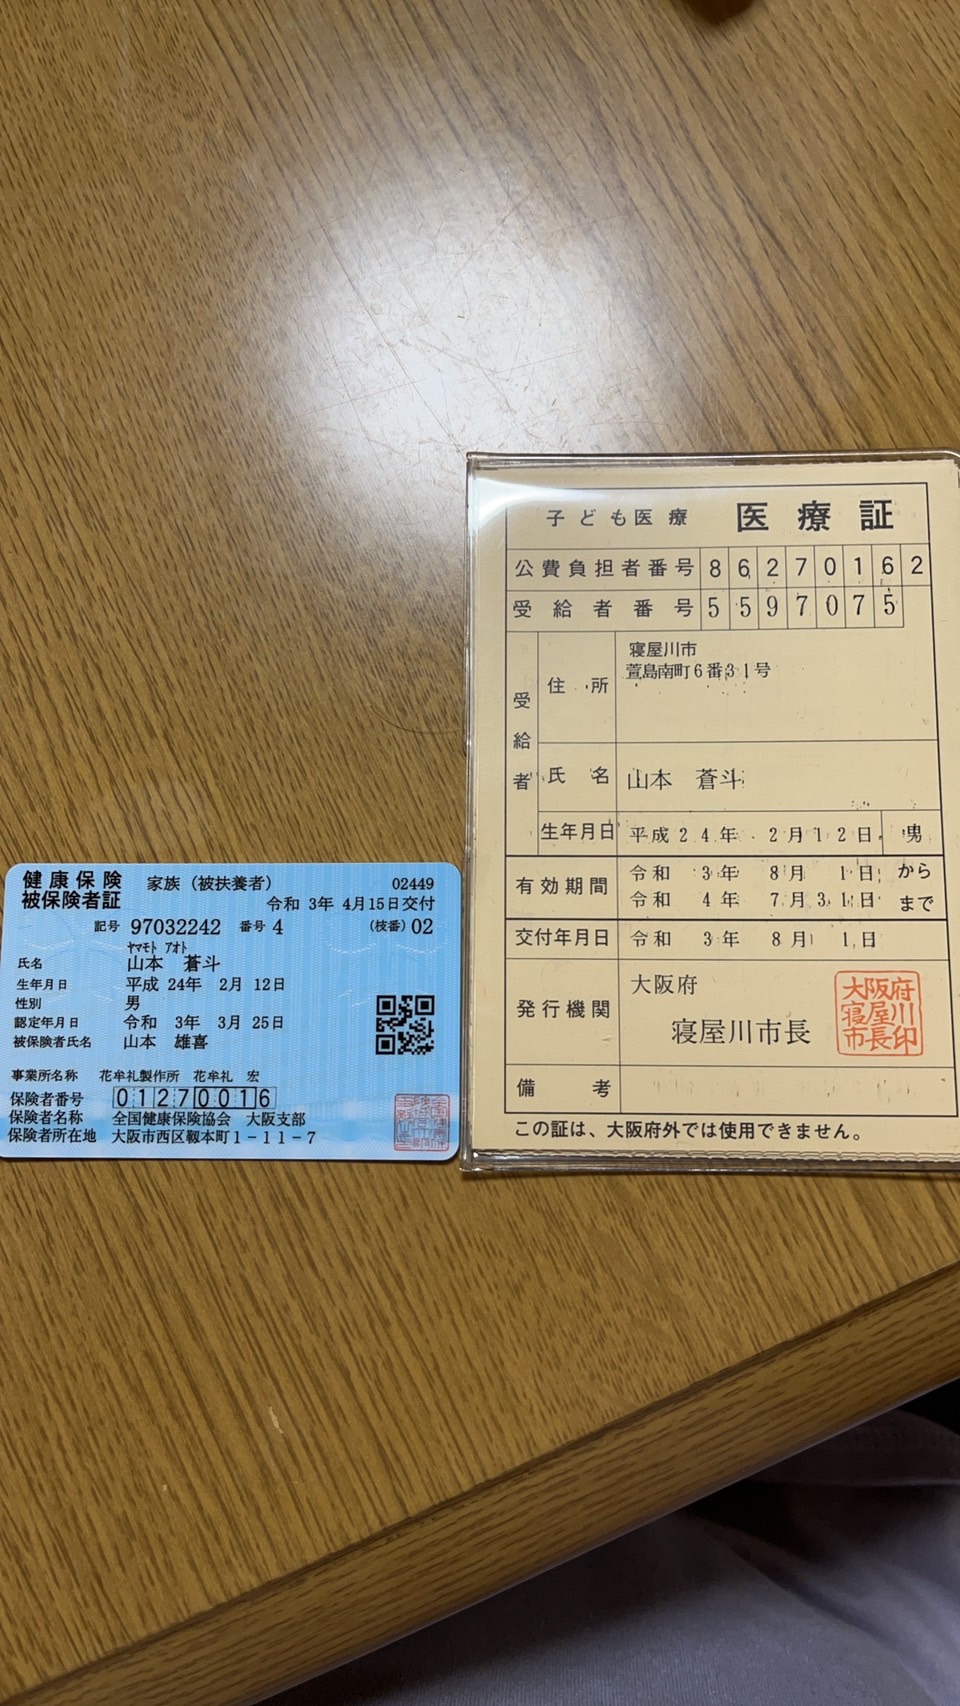 健康保険 家族（被扶養者） 02449
被保険者証 令和 3年 4月15日交付
記号 97032242 番号 4 （枝番）02
ヤマモト アオト
氏名 山本 蒼斗
生年月日 平成 24年 2月 12日
性別 男
認定年月日 令和 3年 3月 25日
被保険者氏名 山本 雄喜
事業所名称 花牟礼製作所 花牟礼 宏
保険者番号 01270016
保険者名称 全国健康保険協会 大阪支部
保険者所在地 大阪市西区靱本町1－11－7
子ども医療 医療証
公費負担者番号 86270162
受給者番号 5597075
受給者
住所 寝屋川市
萱島南町6番31号
氏名 山本 蒼斗
生年月日 平成24年 2月12日 男
有効期間 令和 3年 8月 1日 から
令和 4年 7月31日 まで
交付年月日 令和 3年 8月 1日
発行機関 大阪府
寝屋川市長
大阪府
寝屋川
市長印
備考
この証は、大阪府外では使用できません。